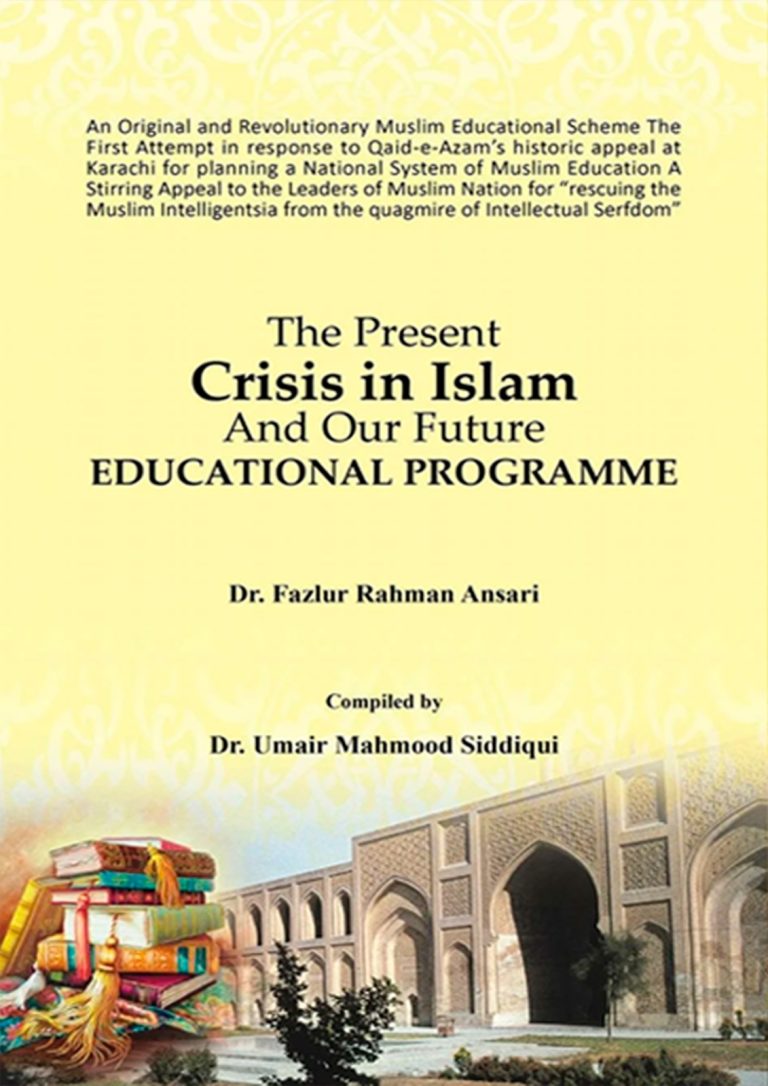 An Original and Revolutionary Muslim Educational Scheme The
First Attempt in response to Qaid-e-Azam's historic appeal at
Karachi for planning a National System of Muslim Education A
Stirring Appeal to the Leaders of Muslim Nation for "rescuing the
Muslim Intelligentsia from the quagmire of Intellectual Serfdom"
The Present
Crisis in Islam
And Our Future
EDUCATIONAL PROGRAMME
Dr. Fazlur Rahman Ansari
Compiled by
Dr. Umair Mahmood Siddiqui